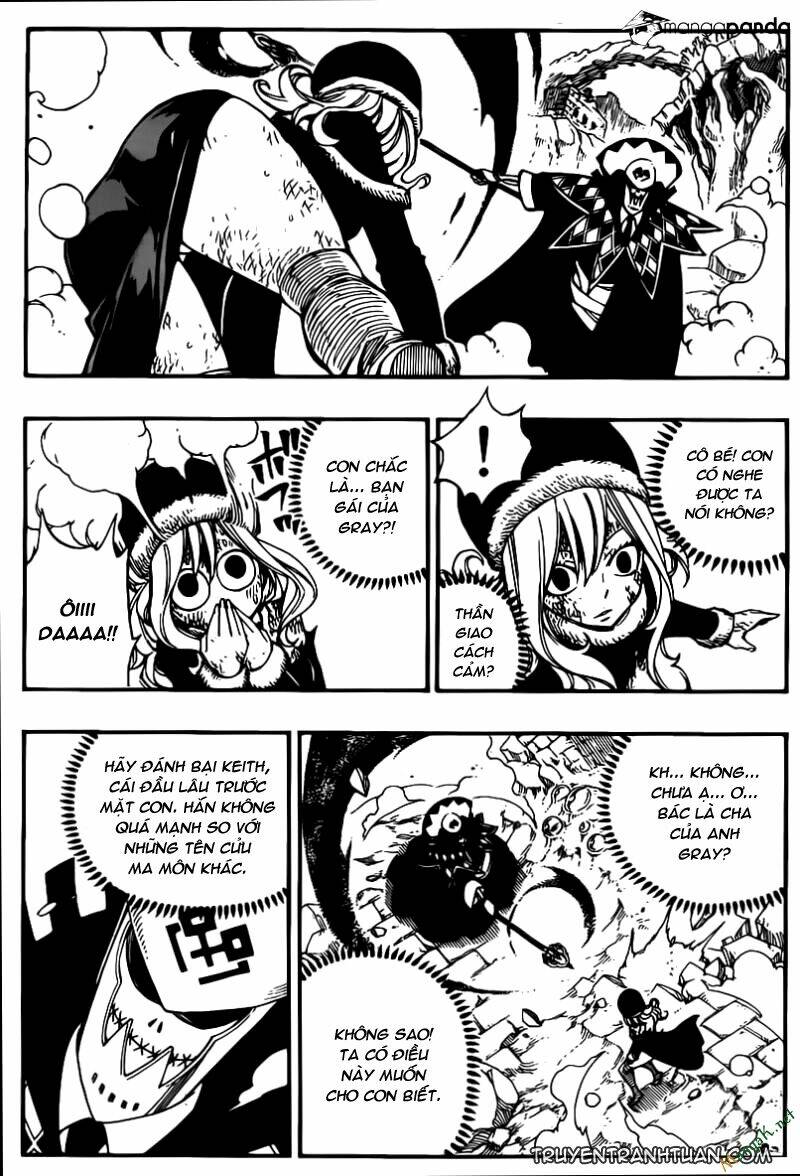 mangapanda
CÔ BÉ! CON
CÓ NGHE
ĐƯỢC TA
NÓI KHÔNG?
!
THẦN
GIAO
CÁCH
CẢM?
CON CHẮC
LÀ... BẠN
GÁI CỦA
GRAY?!
ÔIIII
DAAAA!!
KH... KHÔNG...
CHƯA Ạ... Ơ...
BÁC LÀ CHA
CỦA ANH
GRAY?
KHÔNG SAO!
TA CÓ ĐIỀU
NÀY MUỐN
CHO CON BIẾT.
HÃY ĐÁNH BẠI KEITH,
CÁI ĐẦU LÂU TRƯỚC
MẶT CON. HẮN KHÔNG
QUÁ MẠNH SO VỚI
NHỮNG TÊN CỬU
MA MÔN KHÁC.
TRUYENTRANHTUAN.COM